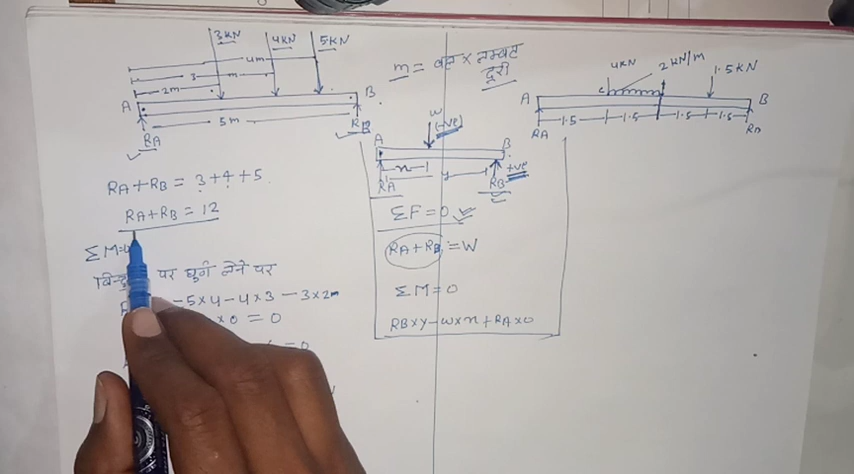 3KN 4KN 5KN
4m
3 m
2m
A B
5m
RA RB
RA+RB = 3+4+5
RA+RB = 12
ΣM=
पर घुर्ण लेने पर
-5×4-4×3-3×2
×0 = 0
= 0
m = बल × लम्बवत
दूरी
W
(-ve)
A B
n y
RA RB +ve
ΣF=0
RA+RB = W
ΣM=0
RB×y-w×n+RA×0
4KN 2KN/M 1.5KN
A C B
1.5 1.5 1.5 1.5
RA RB